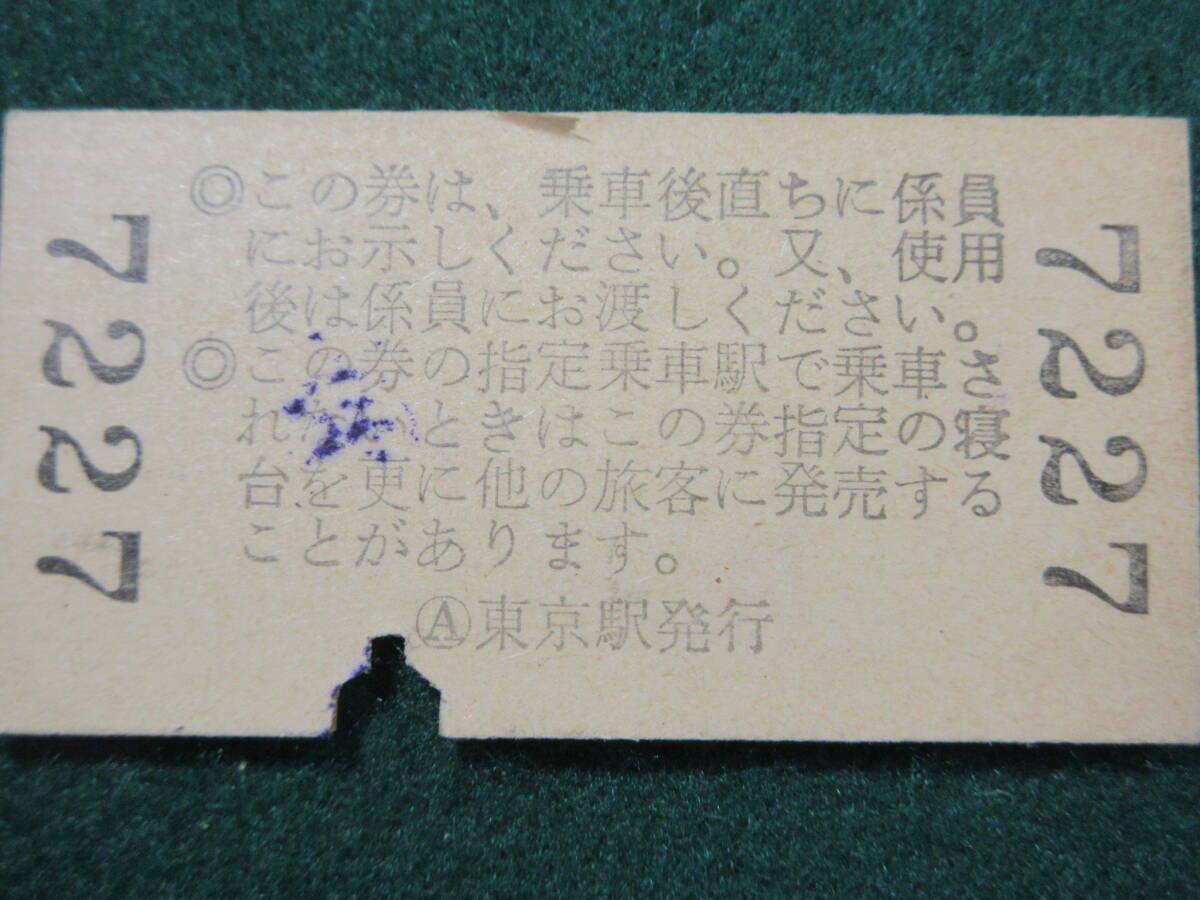 ◎この券は、乗車後直ちに係員
にお示しください。又、使用
後は係員にお渡しください。
◎この券の指定乗車駅で乗車さ
れないときはこの券で指定の寝
台を更に他の旅客に発売する
ことがあります。
Ⓐ東京駅発行
7227
7227